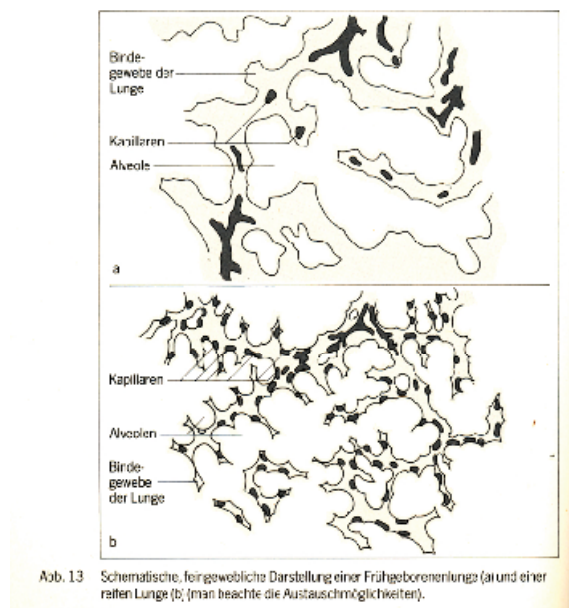 Binde-
gewebe der
Lunge
Kapillaren
Alveole
a
Kapillaren
Alveolen
Binde-
gewebe
der Lunge
b
Abb. 13 Schematische, feingewebliche Darstellung einer Frühgeborenenlunge (a) und einer
reifen Lunge (b) (man beachte die Austauschmöglichkeiten).